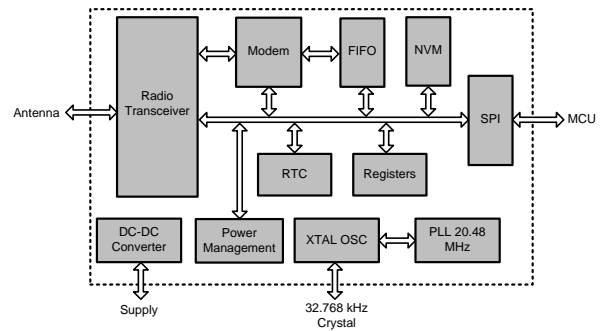 Radio
Transceiver
Modem
FIFO
NVM
Antenna
SPI
MCU
RTC
Registers
DC-DC
Converter
Power
Management
XTAL OSC
PLL 20.48
MHz
Supply
32.768 kHz
Crystal